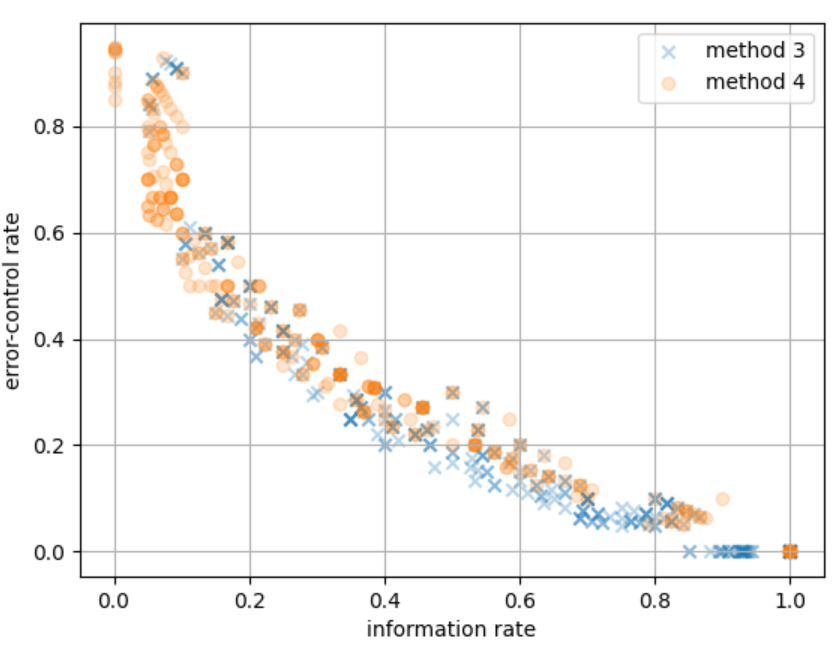 method 3
method 4
error-control rate
0.8
0.6
0.4
0.2
0.0
0.0 0.2 0.4 0.6 0.8 1.0
information rate